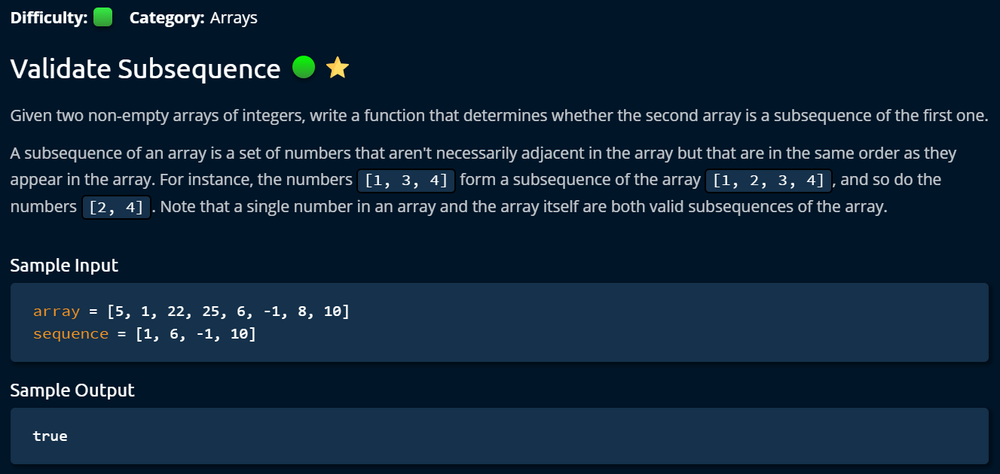 Difficulty: Category: Arrays
Validate Subsequence
Given two non-empty arrays of integers, write a function that determines whether the second array is a subsequence of the first one.
A subsequence of an array is a set of numbers that aren't necessarily adjacent in the array but that are in the same order as they
appear in the array. For instance, the numbers [1, 3, 4] form a subsequence of the array [1, 2, 3, 4], and so do the
numbers [2, 4]. Note that a single number in an array and the array itself are both valid subsequences of the array.
Sample Input
array = [5, 1, 22, 25, 6, -1, 8, 10]
sequence = [1, 6, -1, 10]
Sample Output
true